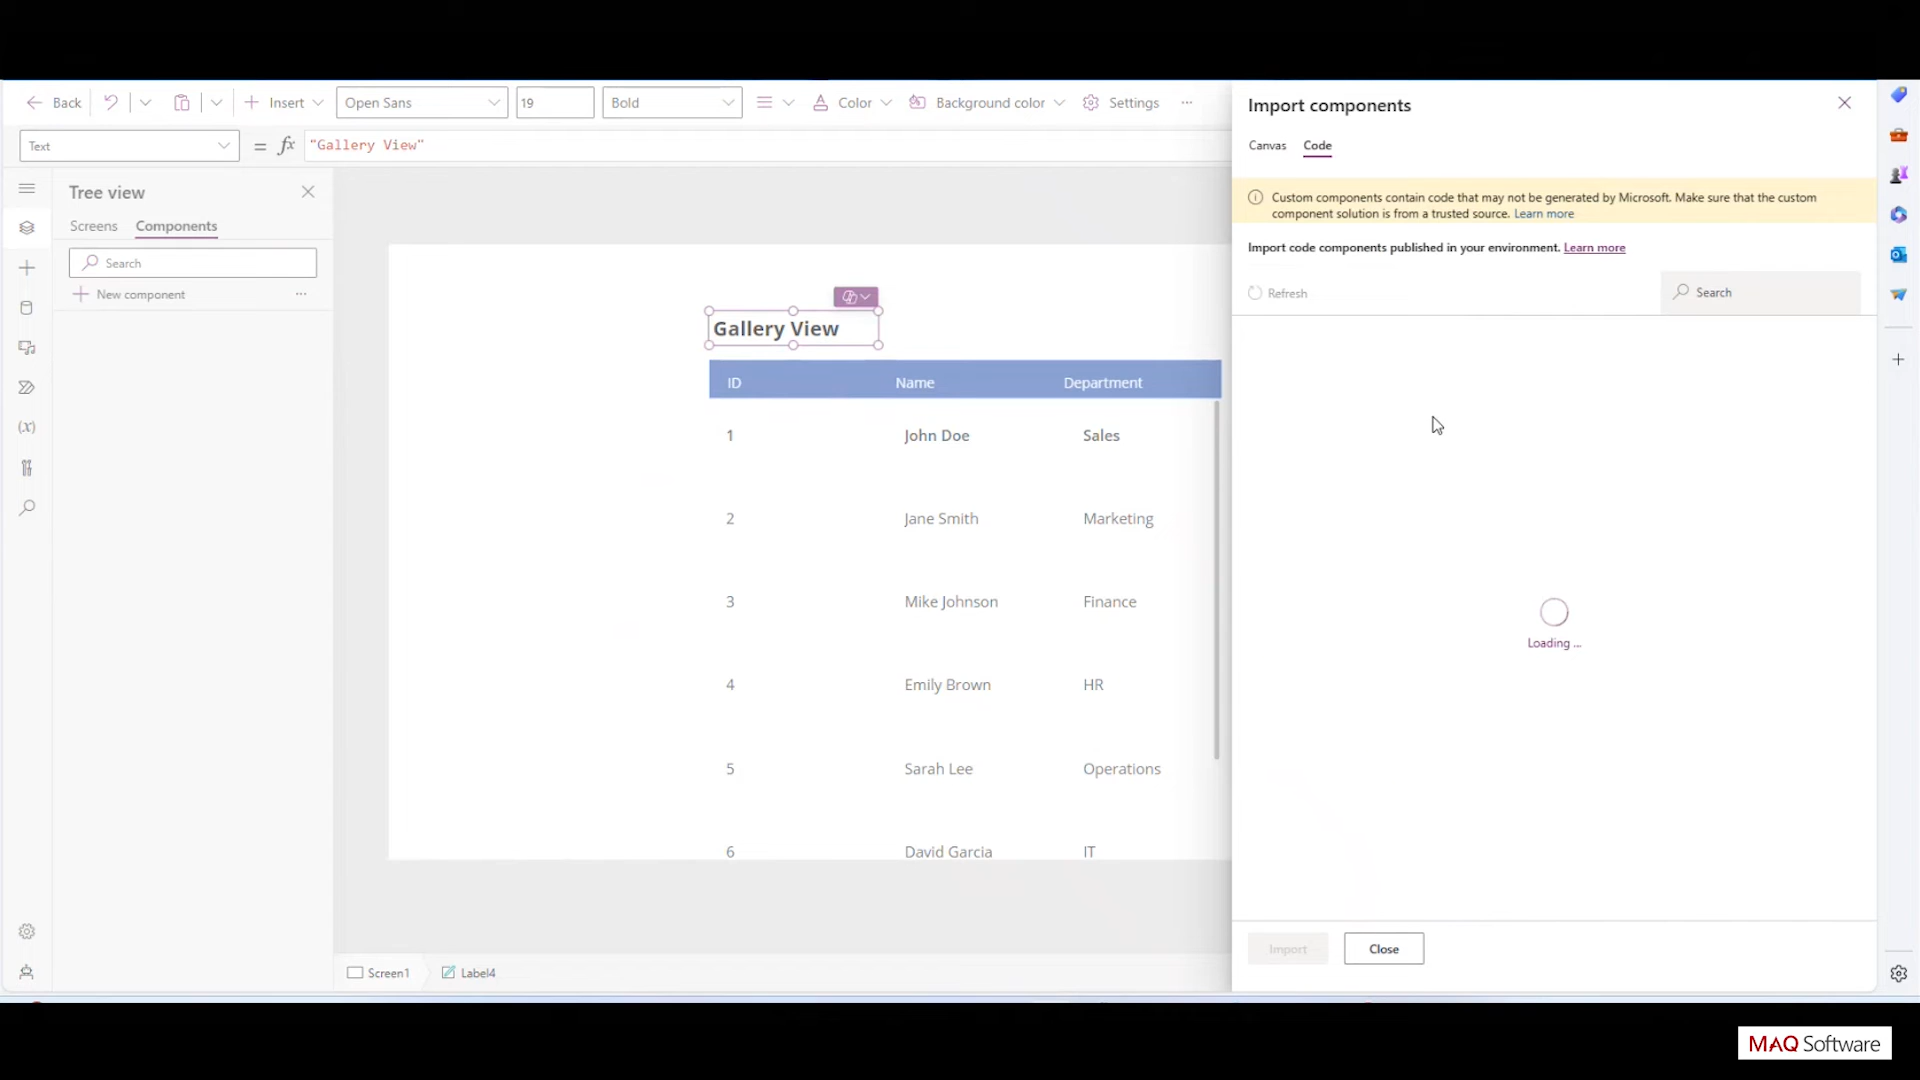 Back
Insert
Open Sans
19
Bold
Color
Background color
Settings
Import components
Canvas
Code
Text
= fx "Gallery View"
Custom components contain code that may not be generated by Microsoft. Make sure that the custom
component solution is from a trusted source. Learn more
Import code components published in your environment. Learn more
Refresh
Search
Loading ...
Import
Close
Tree view
Screens
Components
Search
New component
Gallery View
ID Name Department
1 John Doe Sales
2 Jane Smith Marketing
3 Mike Johnson Finance
4 Emily Brown HR
5 Sarah Lee Operations
6 David Garcia IT
Screen1
Label4
MAQ Software